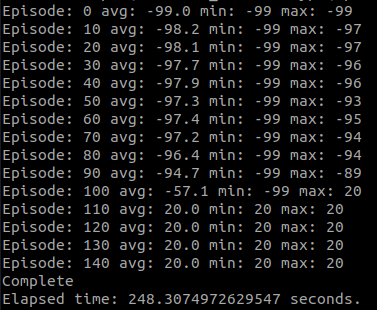 Episode: 0 avg: -99.0 min: -99 max: -99
Episode: 10 avg: -98.2 min: -99 max: -97
Episode: 20 avg: -98.1 min: -99 max: -97
Episode: 30 avg: -97.7 min: -99 max: -96
Episode: 40 avg: -97.9 min: -99 max: -96
Episode: 50 avg: -97.3 min: -99 max: -93
Episode: 60 avg: -97.4 min: -99 max: -95
Episode: 70 avg: -97.2 min: -99 max: -94
Episode: 80 avg: -96.4 min: -99 max: -94
Episode: 90 avg: -94.7 min: -99 max: -89
Episode: 100 avg: -57.1 min: -99 max: 20
Episode: 110 avg: 20.0 min: 20 max: 20
Episode: 120 avg: 20.0 min: 20 max: 20
Episode: 130 avg: 20.0 min: 20 max: 20
Episode: 140 avg: 20.0 min: 20 max: 20
Complete
Elapsed time: 248.3074972629547 seconds.